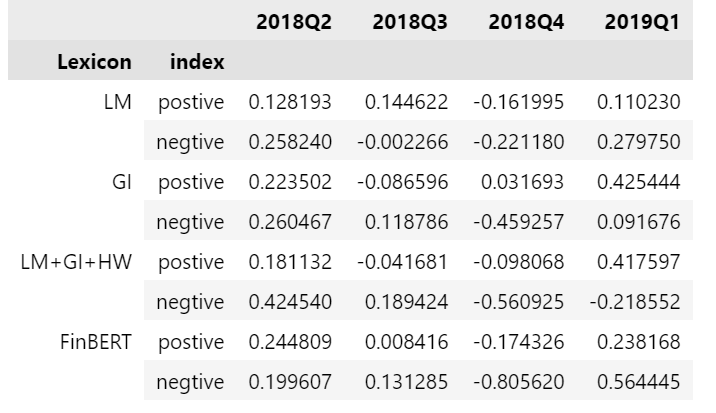 2018Q2 2018Q3 2018Q4 2019Q1
Lexicon index
LM postive 0.128193 0.144622 -0.161995 0.110230
negtive 0.258240 -0.002266 -0.221180 0.279750
GI postive 0.223502 -0.086596 0.031693 0.425444
negtive 0.260467 0.118786 -0.459257 0.091676
LM+GI+HW postive 0.181132 -0.041681 -0.098068 0.417597
negtive 0.424540 0.189424 -0.560925 -0.218552
FinBERT postive 0.244809 0.008416 -0.174326 0.238168
negtive 0.199607 0.131285 -0.805620 0.564445